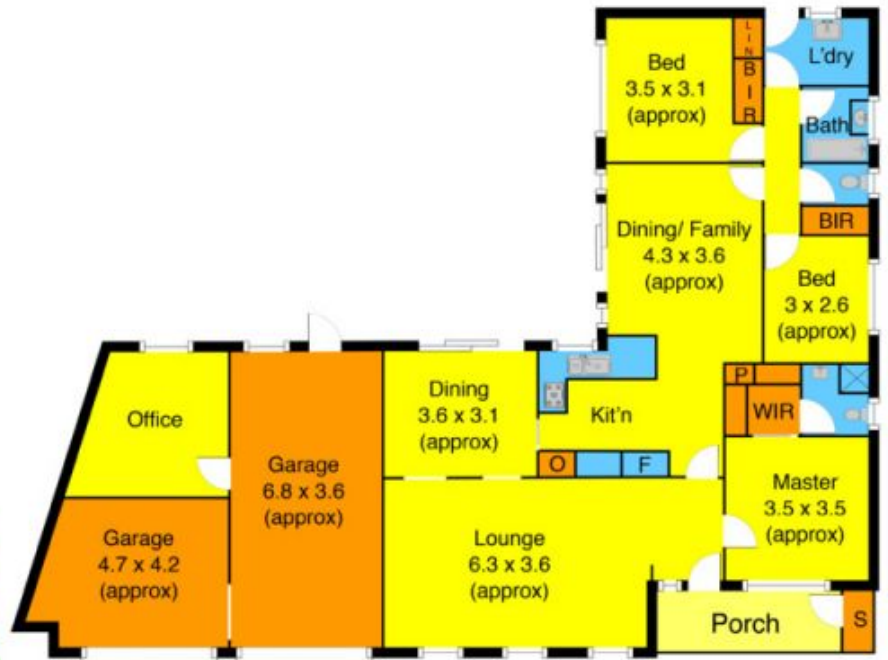 Bed
3.5 x 3.1
(approx)
LIN
BIR
L'dry
Bath
Dining/ Family
4.3 x 3.6
(approx)
BIR
Bed
3 x 2.6
(approx)
Office
Garage
6.8 x 3.6
(approx)
Dining
3.6 x 3.1
(approx)
Kit'n
P
WIR
O
F
Garage
4.7 x 4.2
(approx)
Lounge
6.3 x 3.6
(approx)
Master
3.5 x 3.5
(approx)
Porch
S